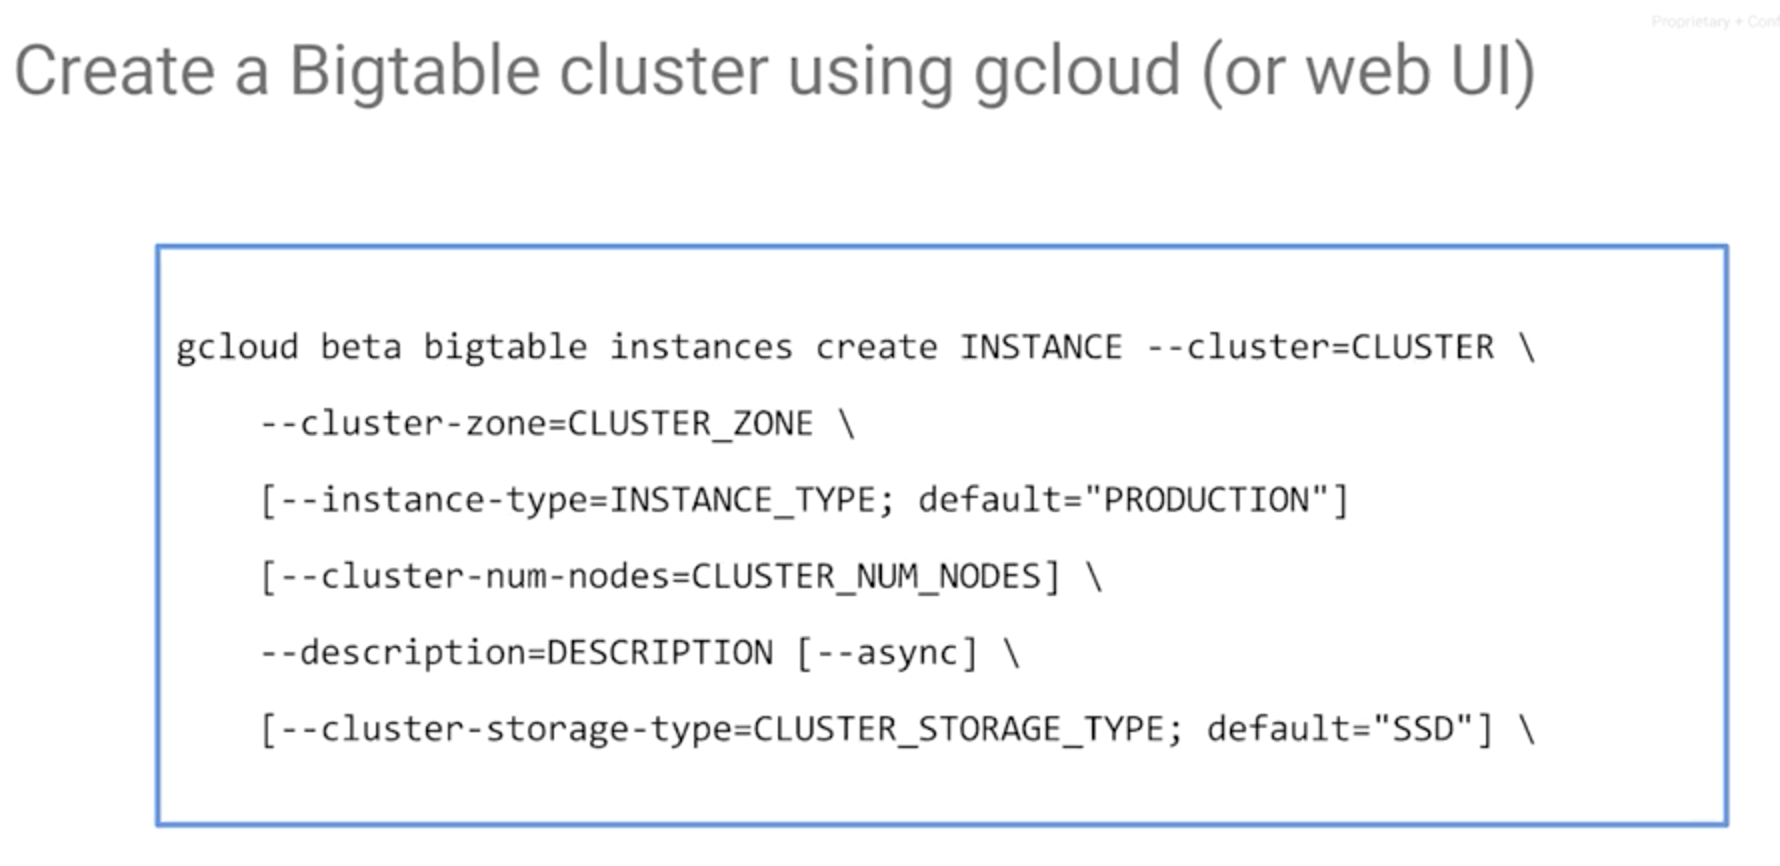 Proprietary + Conf
Create a Bigtable cluster using gcloud (or web UI)
gcloud beta bigtable instances create INSTANCE --cluster=CLUSTER \
--cluster-zone=CLUSTER_ZONE \
[--instance-type=INSTANCE_TYPE; default="PRODUCTION"]
[--cluster-num-nodes=CLUSTER_NUM_NODES] \
--description=DESCRIPTION [--async] \
[--cluster-storage-type=CLUSTER_STORAGE_TYPE; default="SSD"] \